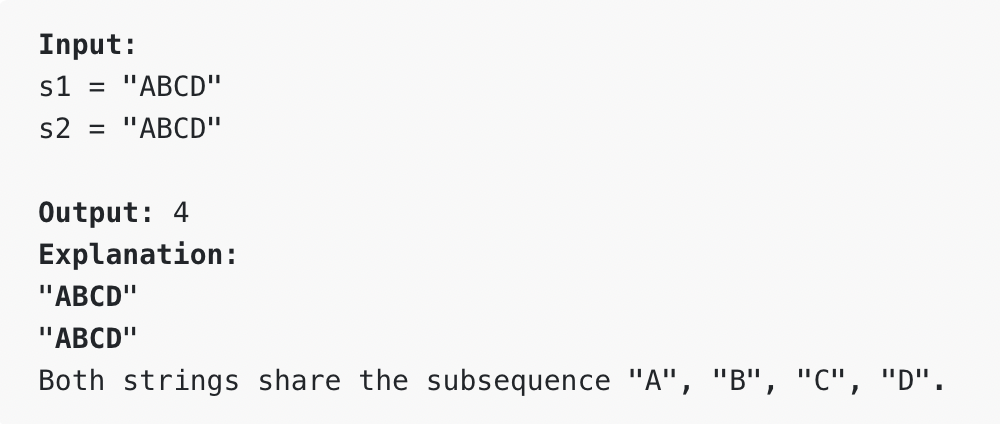 Input:
s1 = "ABCD"
s2 = "ABCD"
Output: 4
Explanation:
"ABCD"
"ABCD"
Both strings share the subsequence "A", "B", "C", "D".